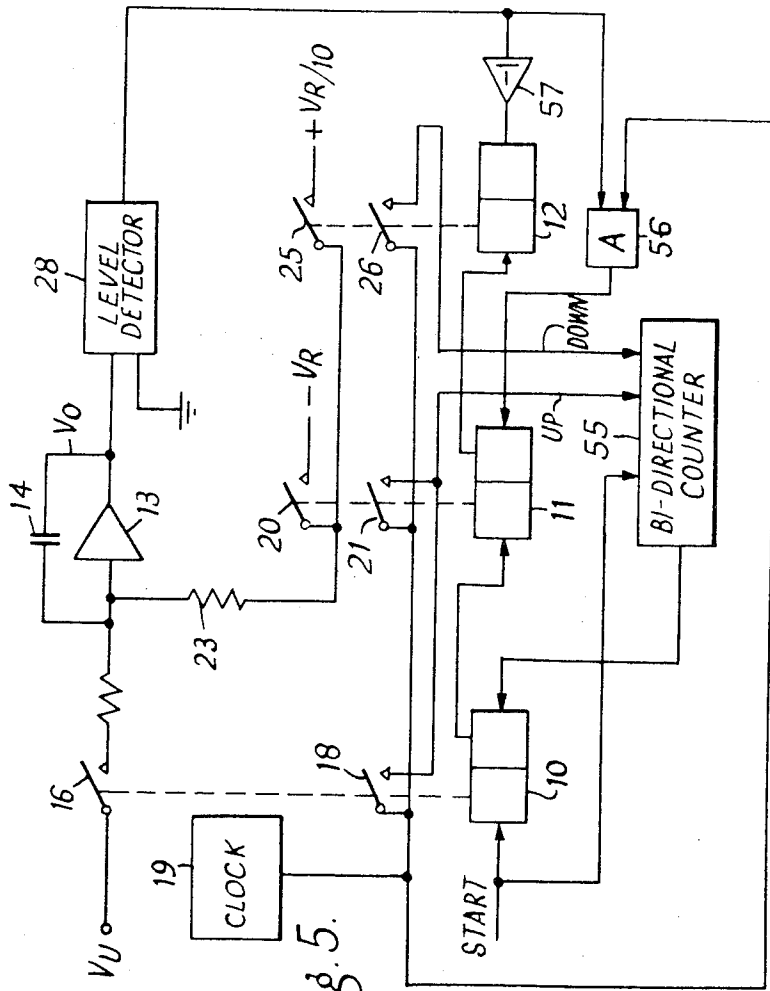 VU
16
14
13
VO
28
LEVEL
DETECTOR
19
CLOCK
18
23
20
-VR
21
25
+VR/10
26
g.5.
START
10
11
12
57
UP
DOWN
55
BI-DIRECTIONAL
COUNTER
A
56